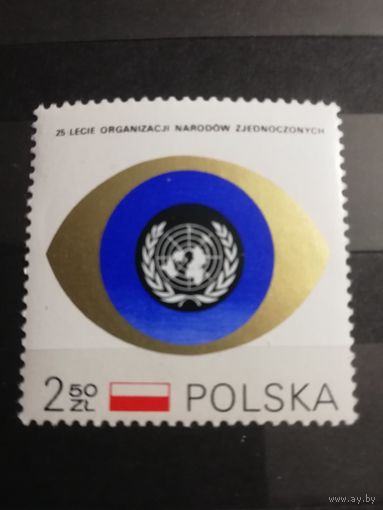 25-LECIE ORGANIZACJI NARODÓW ZJEDNOCZONYCH
2 50 ZŁ POLSKA
www.ay.by